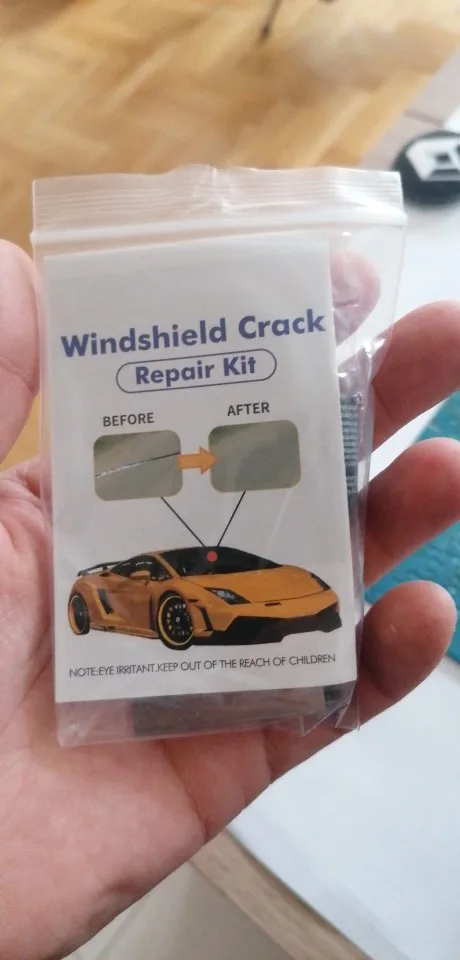 Windshield Crack
Repair Kit
BEFORE
AFTER
NOTE:EYE IRRITANT.KEEP OUT OF THE REACH OF CHILDREN